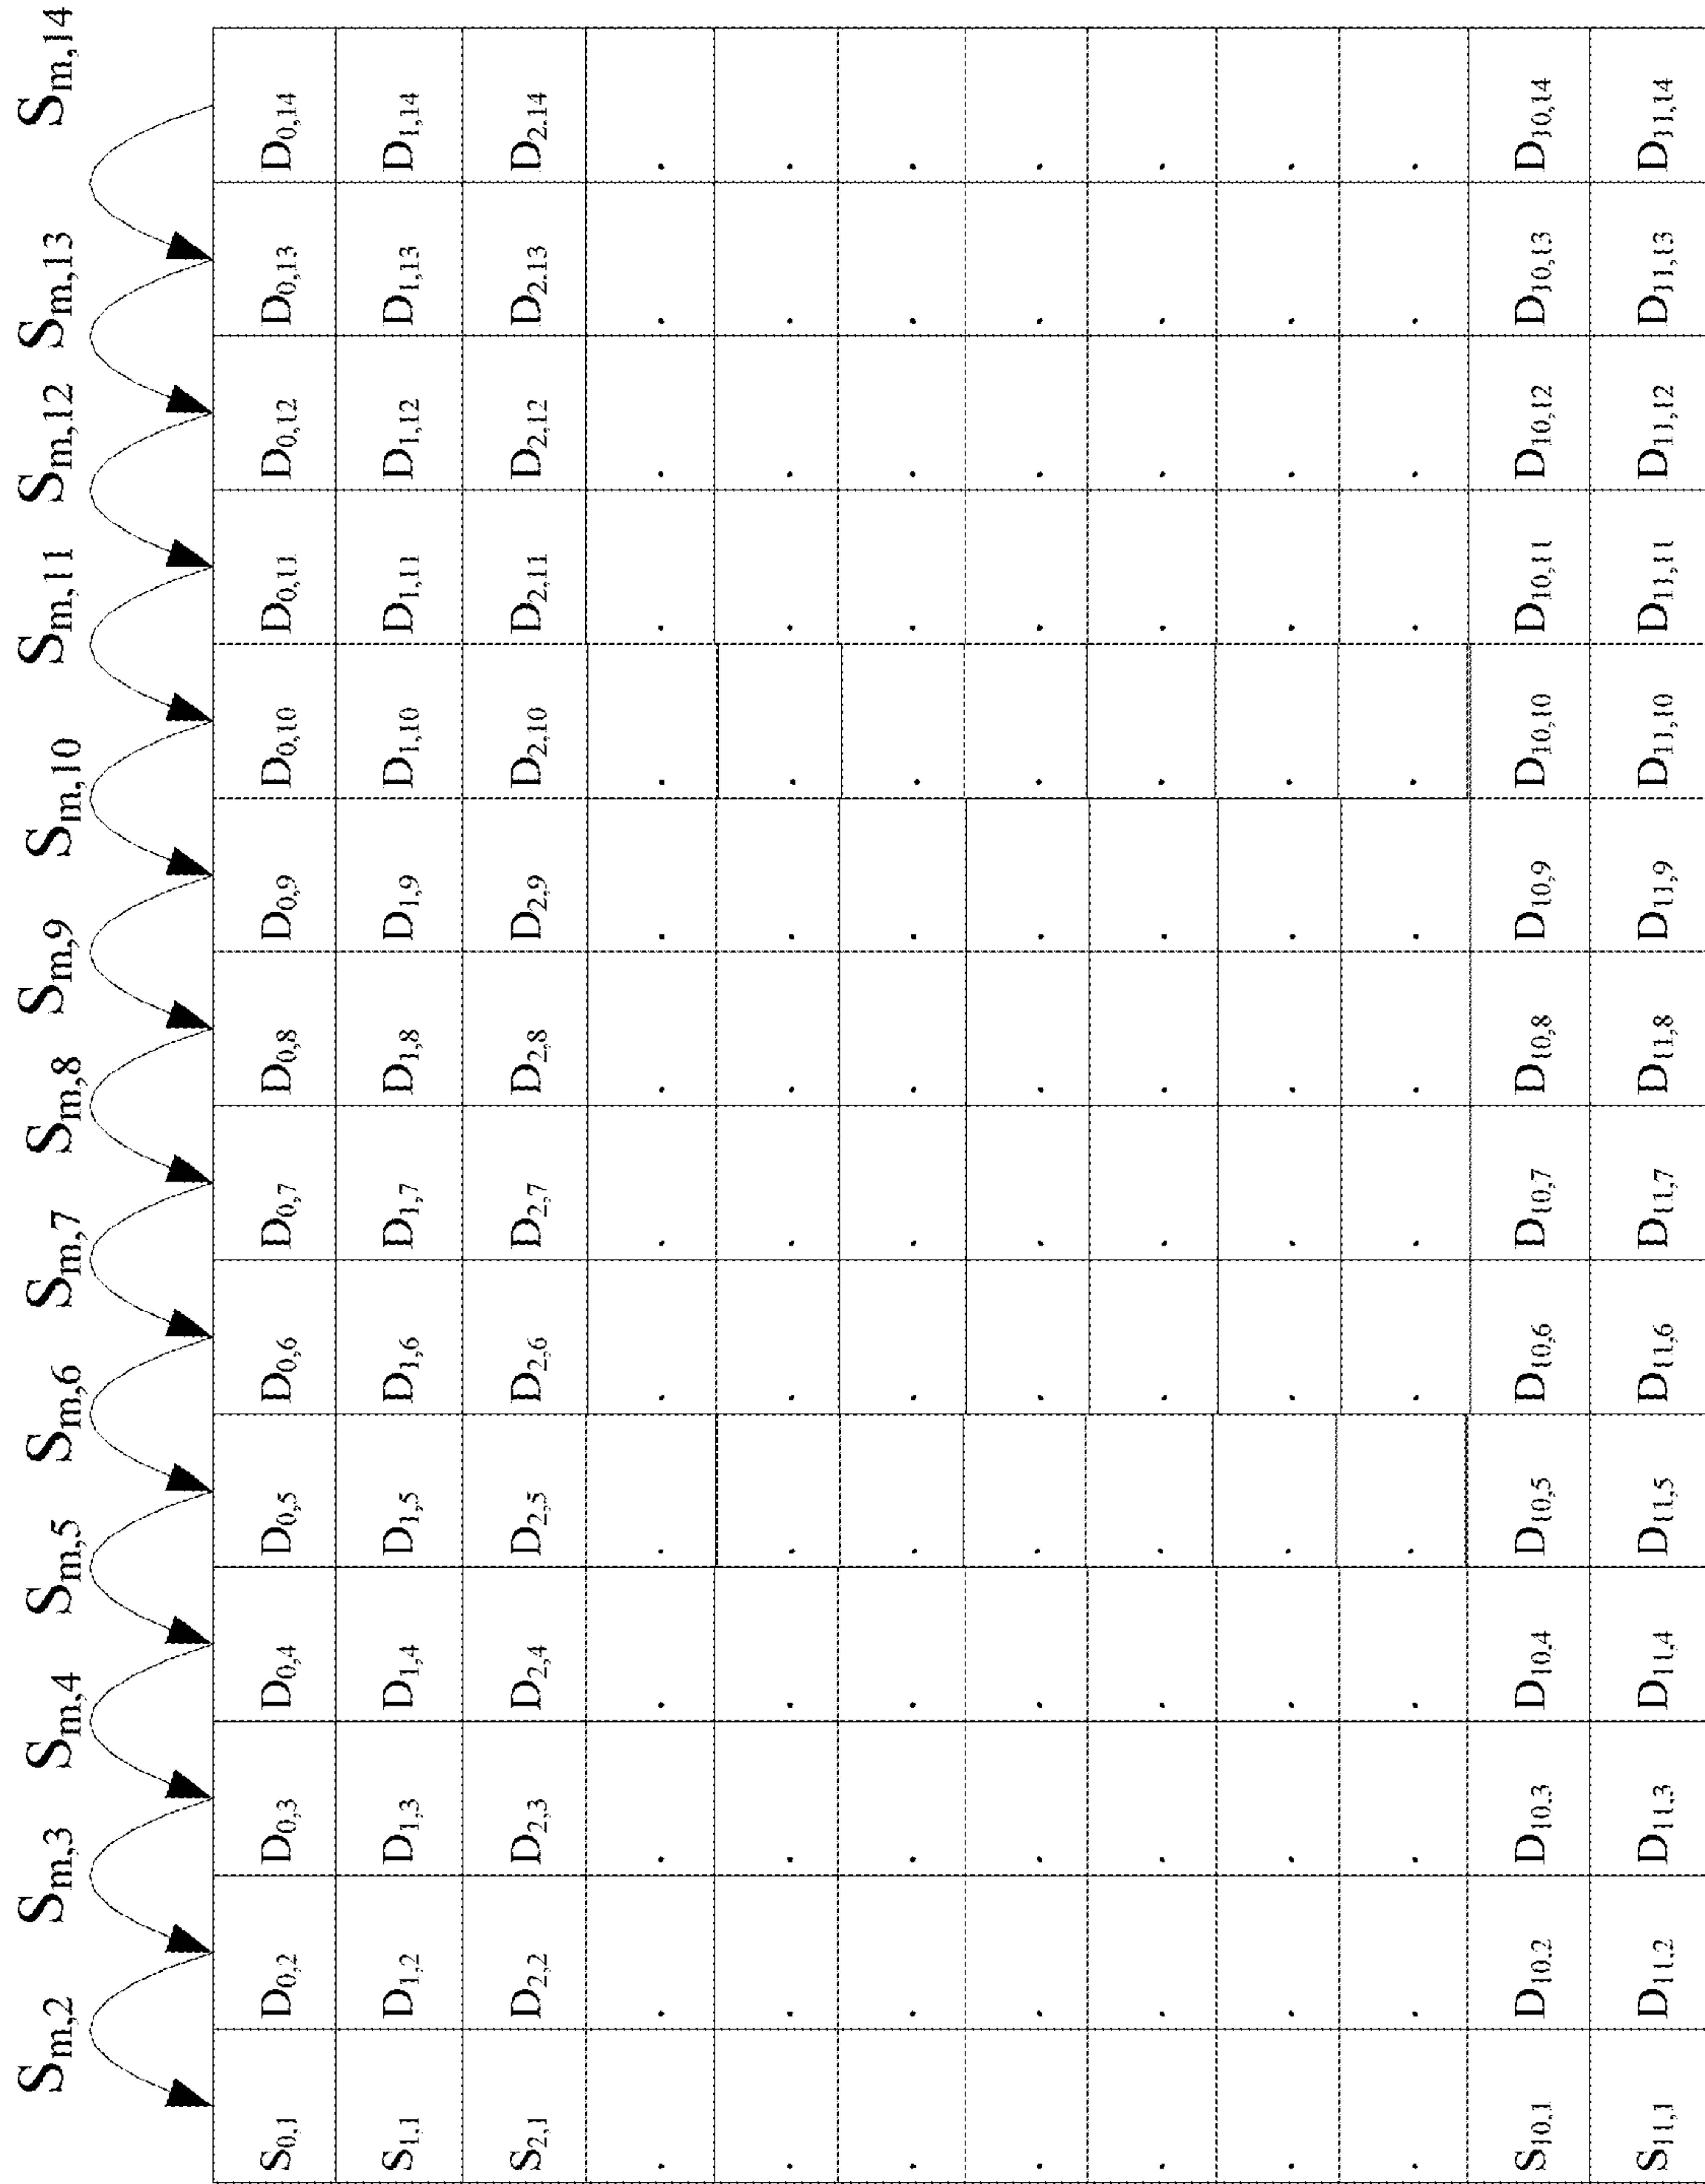 Sm,2 Sm,3 Sm,4 Sm,5 Sm,6 Sm,7 Sm,8 Sm,9 Sm,10 Sm,11 Sm,12 Sm,13 Sm,14
S0,1 D0,2 D0,3 D0,4 D0,5 D0,6 D0,7 D0,8 D0,9 D0,10 D0,11 D0,12 D0,13 D0,14
S1,1 D1,2 D1,3 D1,4 D1,5 D1,6 D1,7 D1,8 D1,9 D1,10 D1,11 D1,12 D1,13 D1,14
S2,1 D2,2 D2,3 D2,4 D2,5 D2,6 D2,7 D2,8 D2,9 D2,10 D2,11 D2,12 D2,13 D2,14
. . . . . . . . . . . . . .
. . . . . . . . . . . . . .
. . . . . . . . . . . . . .
. . . . . . . . . . . . . .
. . . . . . . . . . . . . .
. . . . . . . . . . . . . .
. . . . . . . . . . . . . .
S10,1 D10,2 D10,3 D10,4 D10,5 D10,6 D10,7 D10,8 D10,9 D10,10 D10,11 D10,12 D10,13 D10,14
S11,1 D11,2 D11,3 D11,4 D11,5 D11,6 D11,7 D11,8 D11,9 D11,10 D11,11 D11,12 D11,13 D11,14